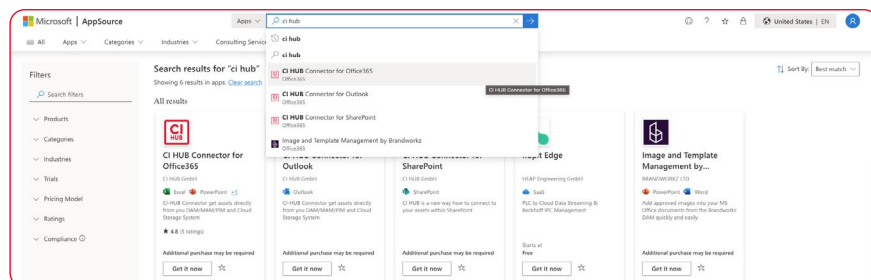 Microsoft | AppSource
Apps
ci hub
United States | EN
All
Apps
Categories
Industries
Consulting Servic
ci hub
ci hub
CI HUB Connector for Office365
Office365
CI HUB Connector for Office365
CI HUB Connector for Outlook
Office365
CI HUB Connector for SharePoint
Office365
Image and Template Management by Brandworkz
Office365
Filters
Search filters
Products
Categories
Industries
Trials
Pricing Model
Ratings
Compliance
Search results for "ci hub"
Showing 6 results in apps. Clear search
Sort By: Best match
All results
CI
HUB
CI HUB Connector for
Office365
CI HUB GmbH
Excel PowerPoint +1
CI-HUB Connector get assets directly
from you DAM/MAM/PIM and Cloud
Storage System
4.6 (5 ratings)
Additional purchase may be required
Get it now
CI HUB Connector for
Outlook
CI HUB GmbH
Outlook
CI-HUB Connector get assets directly
from you DAM/MAM/PIM and Cloud
Storage System
Additional purchase may be required
Get it now
CI HUB Connector for
SharePoint
CI HUB GmbH
SharePoint
CI HUB is a new way how to connect to
your assets within SharePoint
Additional purchase may be required
Get it now
Edge
HEAP Engineering GmbH
SaaS
PLC to Cloud Data Streaming &
Beckhoff IPC Management
Starts at
Free
Get it now
Image and Template
Management by...
BRANDWORKZ LTD
PowerPoint Word
Add approved images into your MS
Office documents from the Brandworkz
DAM quickly and easily
Additional purchase may be required
Get it now